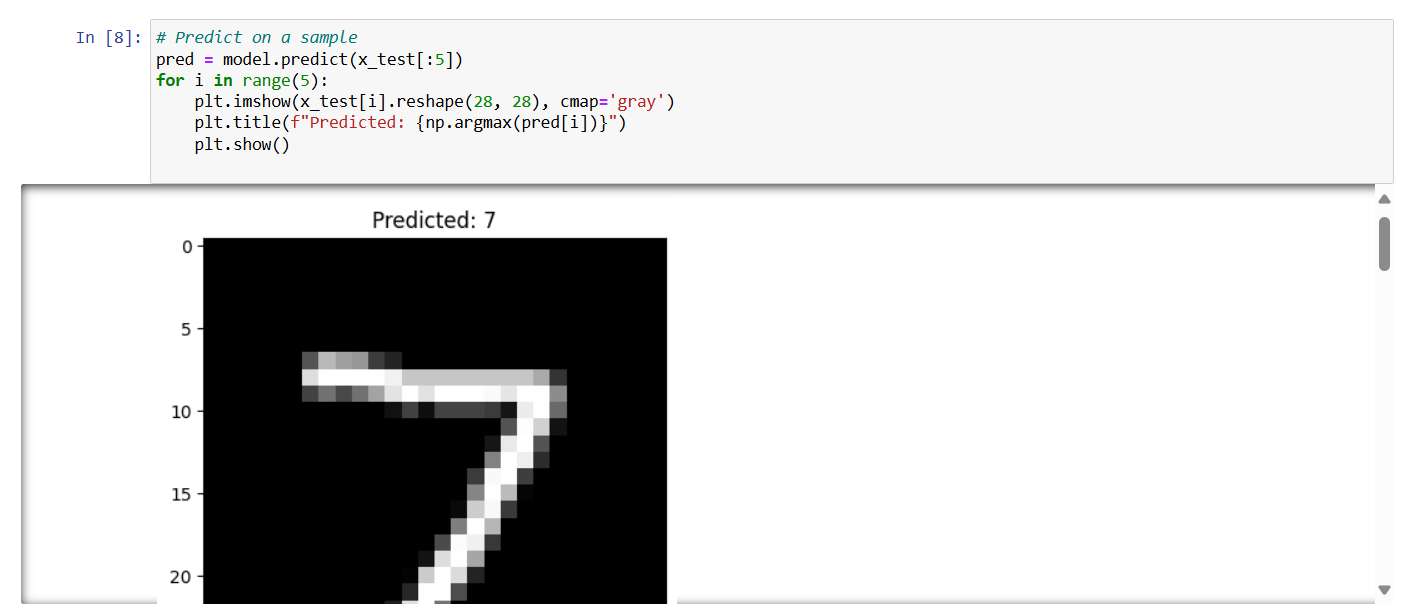 In [8]:
# Predict on a sample
pred = model.predict(x_test[:5])
for i in range(5):
    plt.imshow(x_test[i].reshape(28, 28), cmap='gray')
    plt.title(f"Predicted: {np.argmax(pred[i])}")
    plt.show()
Predicted: 7
0
5
10
15
20